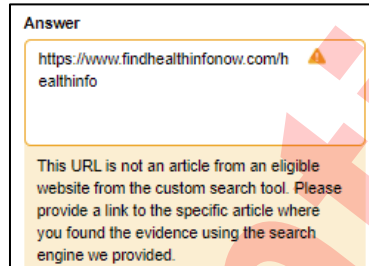 Answer
https://www.findhealthinfonow.com/h
ealthinfo
This URL is not an article from an eligible
website from the custom search tool. Please
provide a link to the specific article where
you found the evidence using the search
engine we provided.